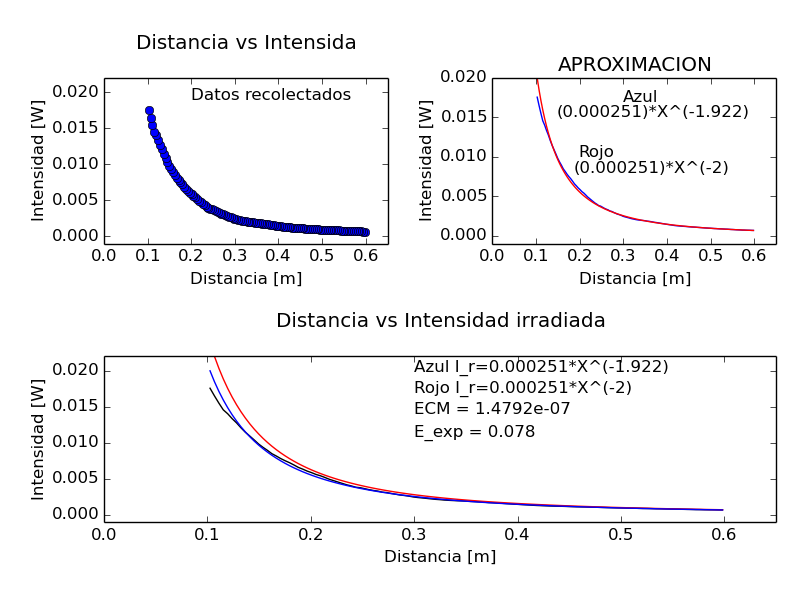 Distancia vs Intensida
Intensidad [W]
0.020
0.015
0.010
0.005
0.000
Datos recolectados
0.0 0.1 0.2 0.3 0.4 0.5 0.6
Distancia [m]
APROXIMACION
Intensidad [W]
0.020
0.015
0.010
0.005
0.000
Azul
(0.000251)*X^(-1.922)
Rojo
(0.000251)*X^(-2)
0.0 0.1 0.2 0.3 0.4 0.5 0.6
Distancia [m]
Distancia vs Intensidad irradiada
Intensidad [W]
0.020
0.015
0.010
0.005
0.000
Azul I_r=0.000251*X^(-1.922)
Rojo I_r=0.000251*X^(-2)
ECM = 1.4792e-07
E_exp = 0.078
0.0 0.1 0.2 0.3 0.4 0.5 0.6
Distancia [m]